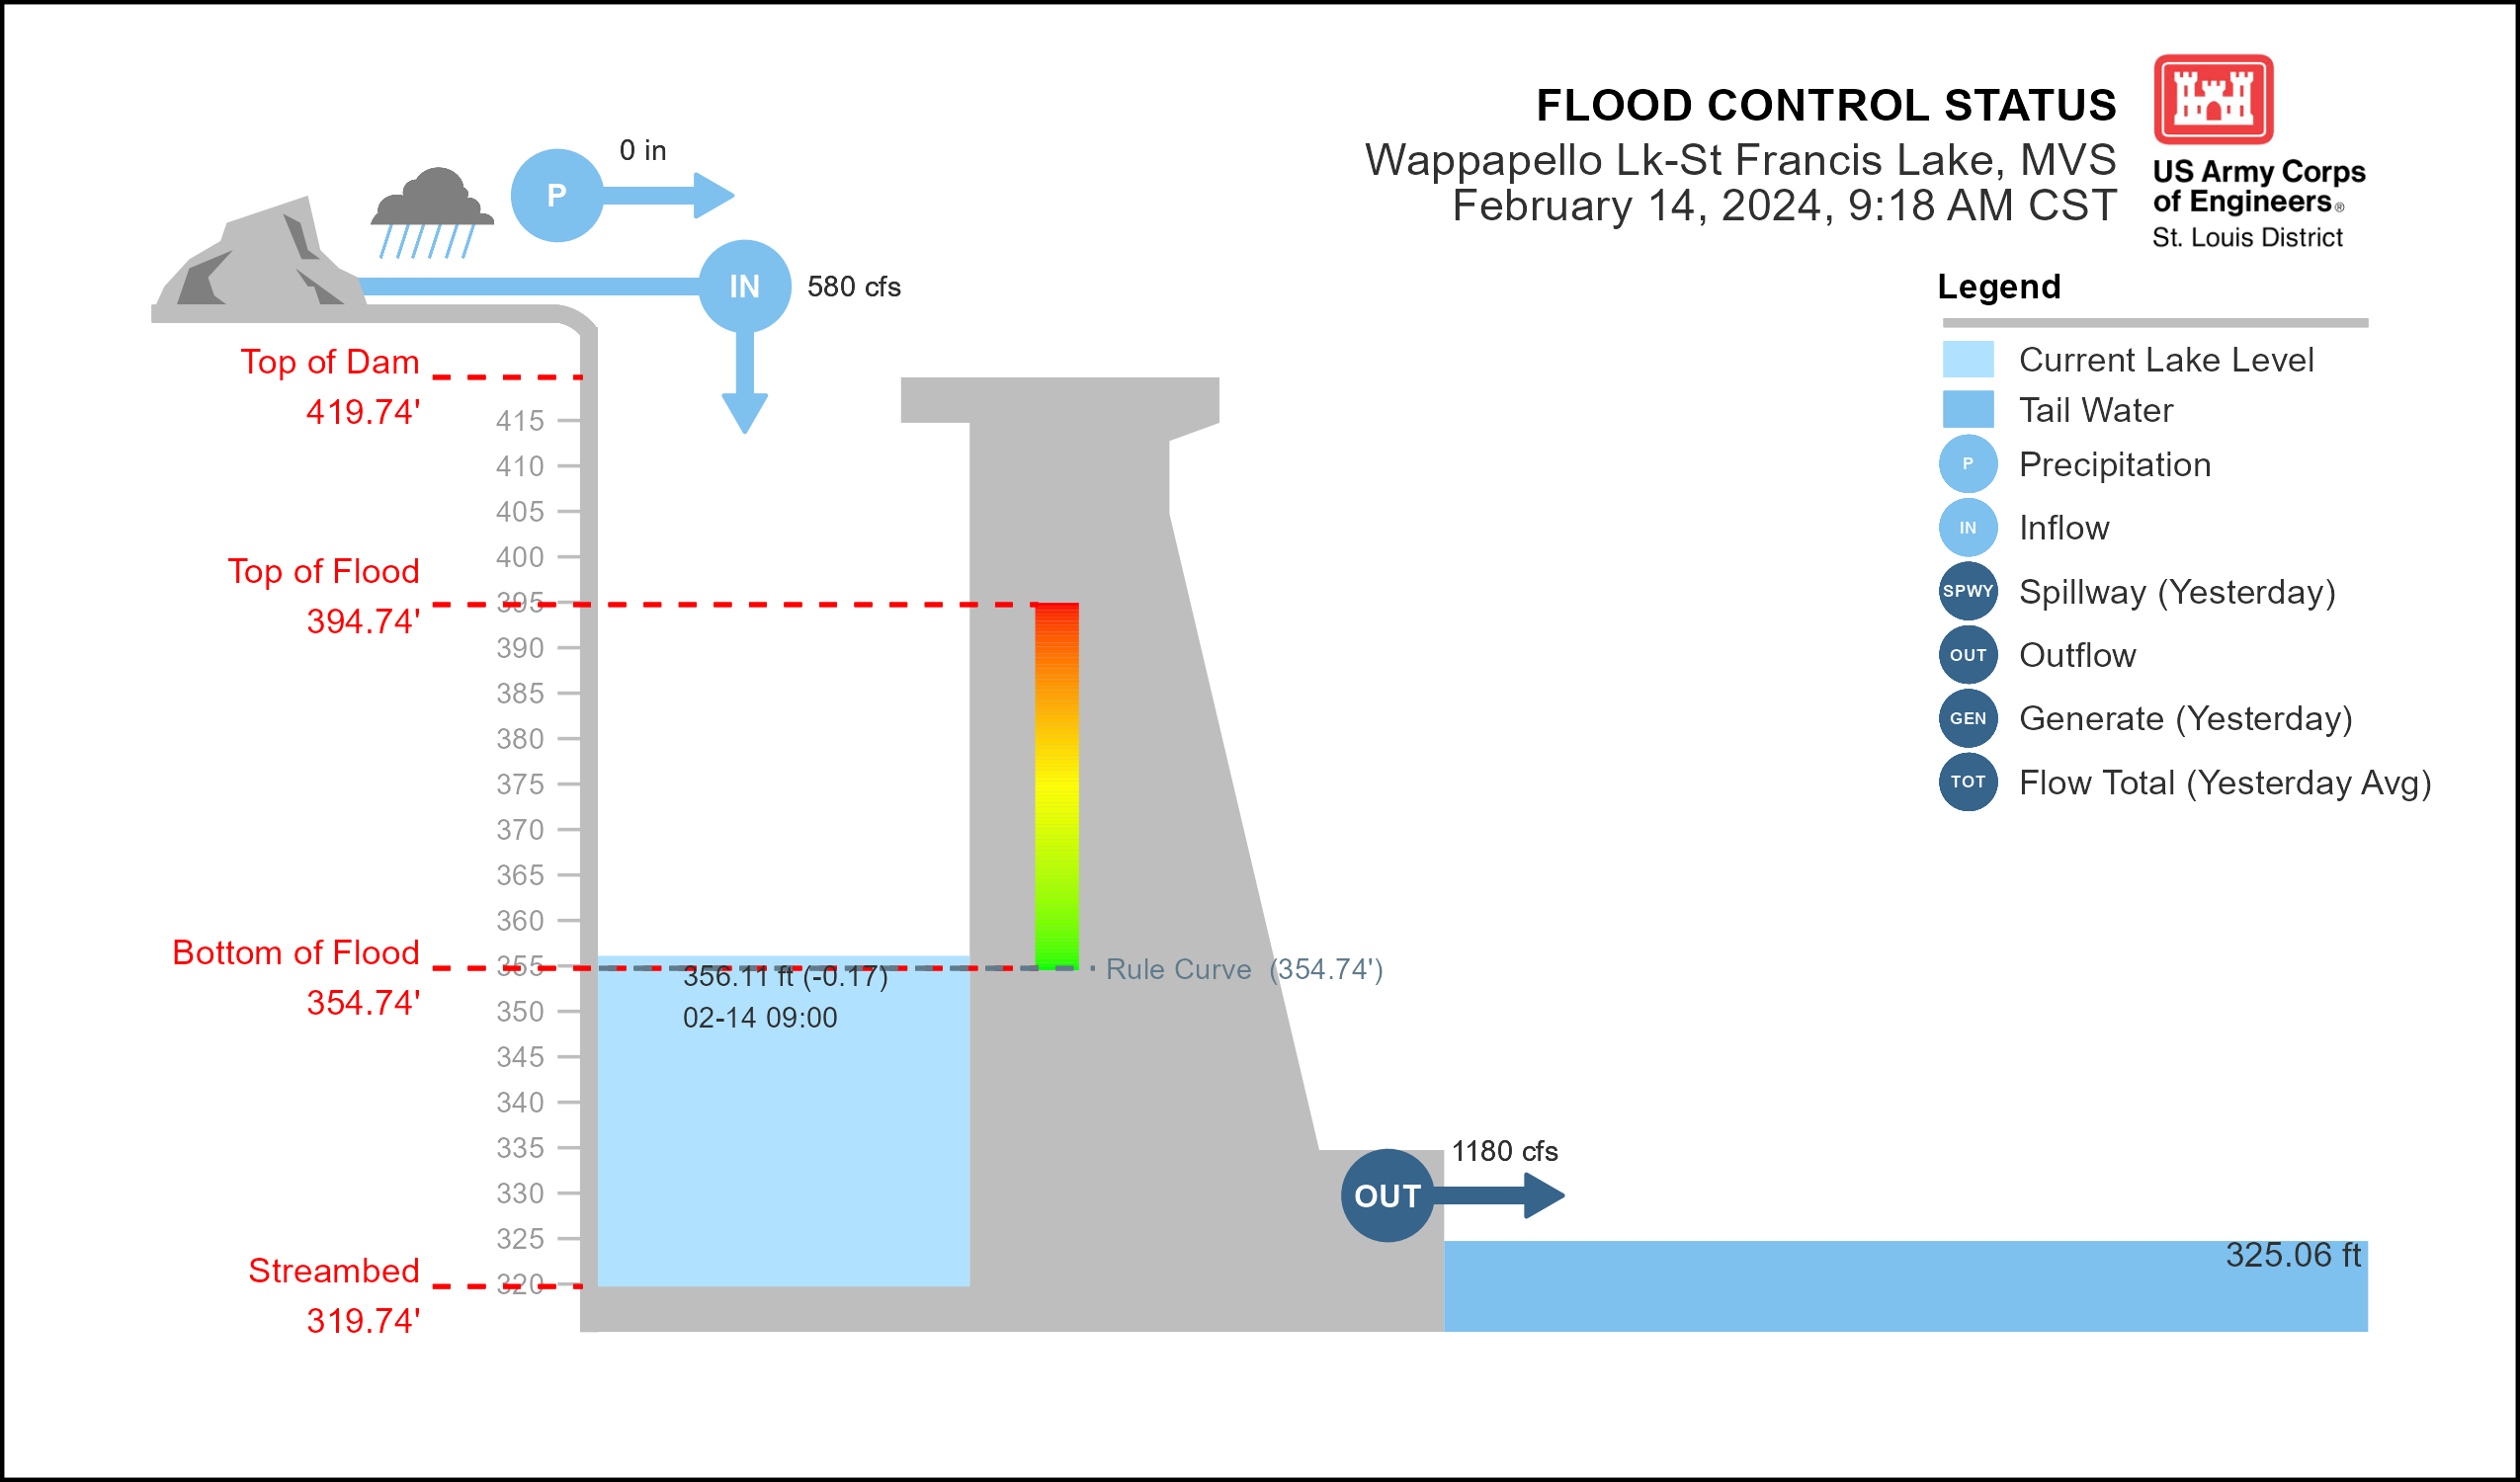 FLOOD CONTROL STATUS
Wappapello Lk-St Francis Lake, MVS
February 14, 2024, 9:18 AM CST
US Army Corps
of Engineers®
St. Louis District
0 in
P
IN
580 cfs
Legend
Current Lake Level
Tail Water
P Precipitation
IN Inflow
SPWY Spillway (Yesterday)
OUT Outflow
GEN Generate (Yesterday)
TOT Flow Total (Yesterday Avg)
Top of Dam
419.74'
415
410
405
400
Top of Flood
395
394.74'
390
385
380
375
370
365
360
Bottom of Flood
355
354.74'
356.11 ft (-0.17)
02-14 09:00
Rule Curve (354.74')
350
345
340
335
330
325
Streambed
320
319.74'
1180 cfs
OUT
325.06 ft